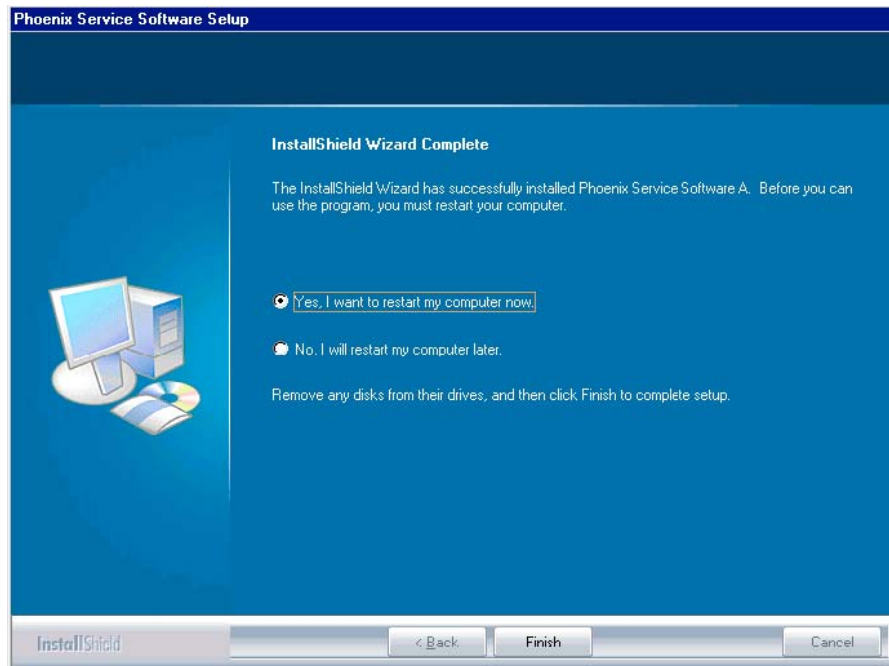 Phoenix Service Software Setup
InstallShield Wizard Complete
The InstallShield Wizard has successfully installed Phoenix Service Software A. Before you can
use the program, you must restart your computer.
Yes, I want to restart my computer now.
No. I will restart my computer later.
Remove any disks from their drives, and then click Finish to complete setup.
InstallShield
< Back
Finish
Cancel